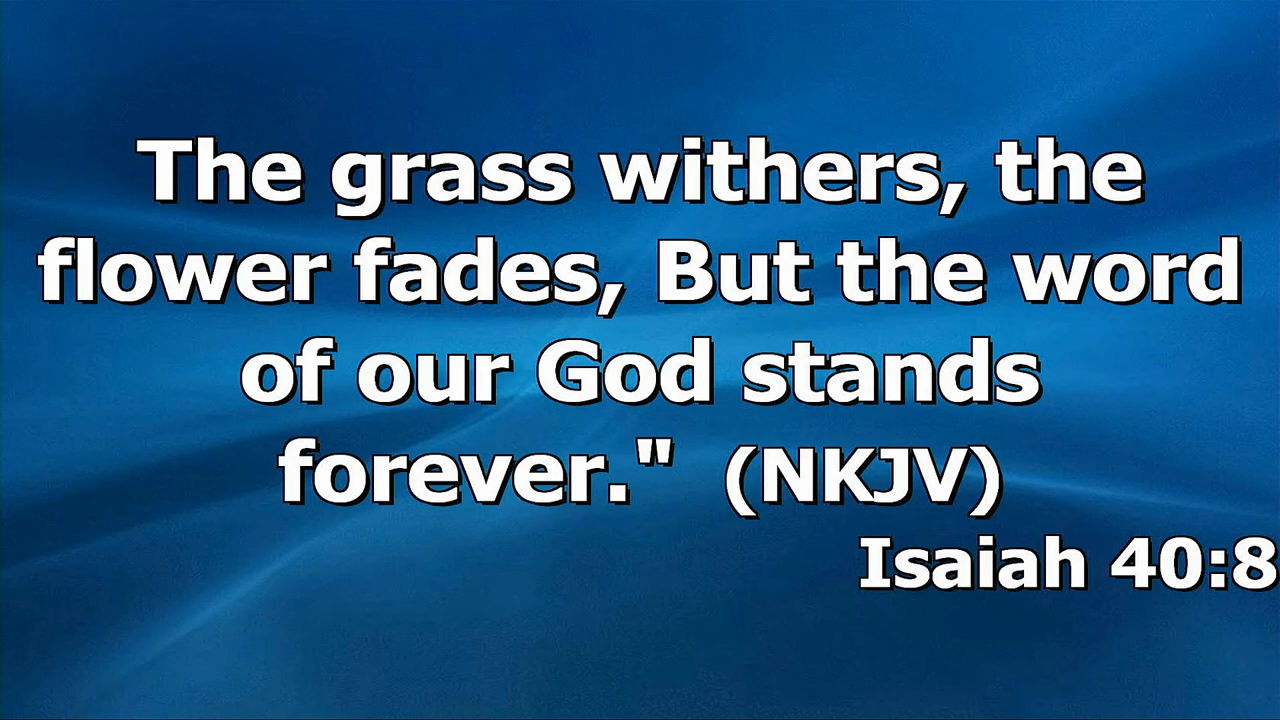 The grass withers, the
flower fades, But the word
of our God stands
forever."  (NKJV)
Isaiah 40:8